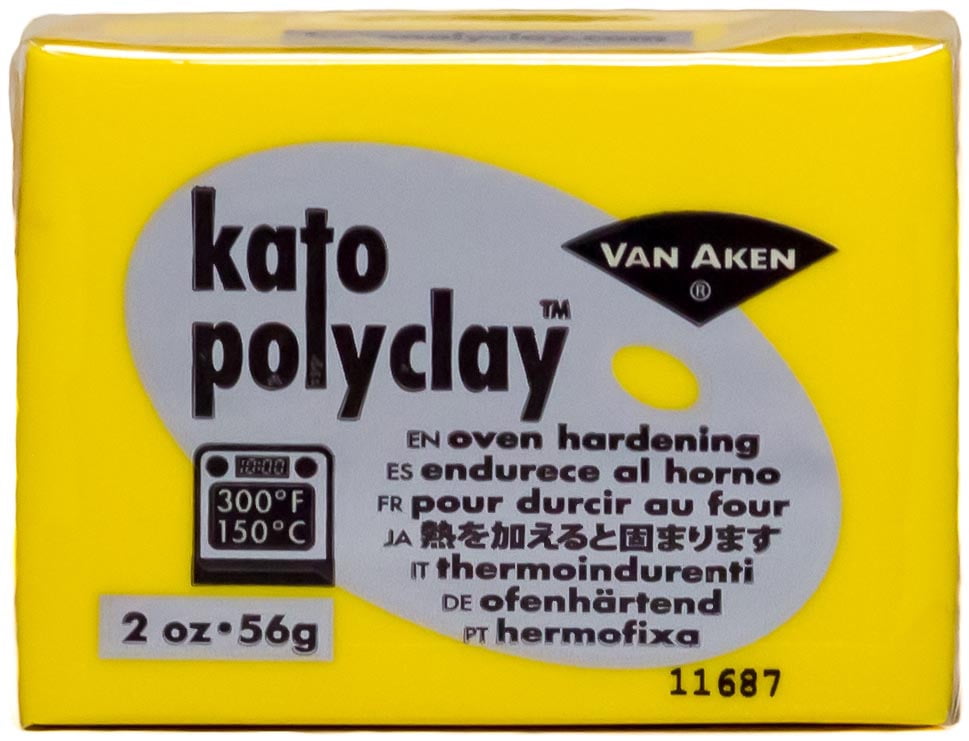 kato
polyclay™
VAN AKEN
®
EN oven hardening
ES endurece al horno
FR pour durcir au four
JA 熱を加えると固まります
IT thermoindurenti
DE ofenhärtend
PT hermofixa
300°F
150°C
2 oz•56g
11687